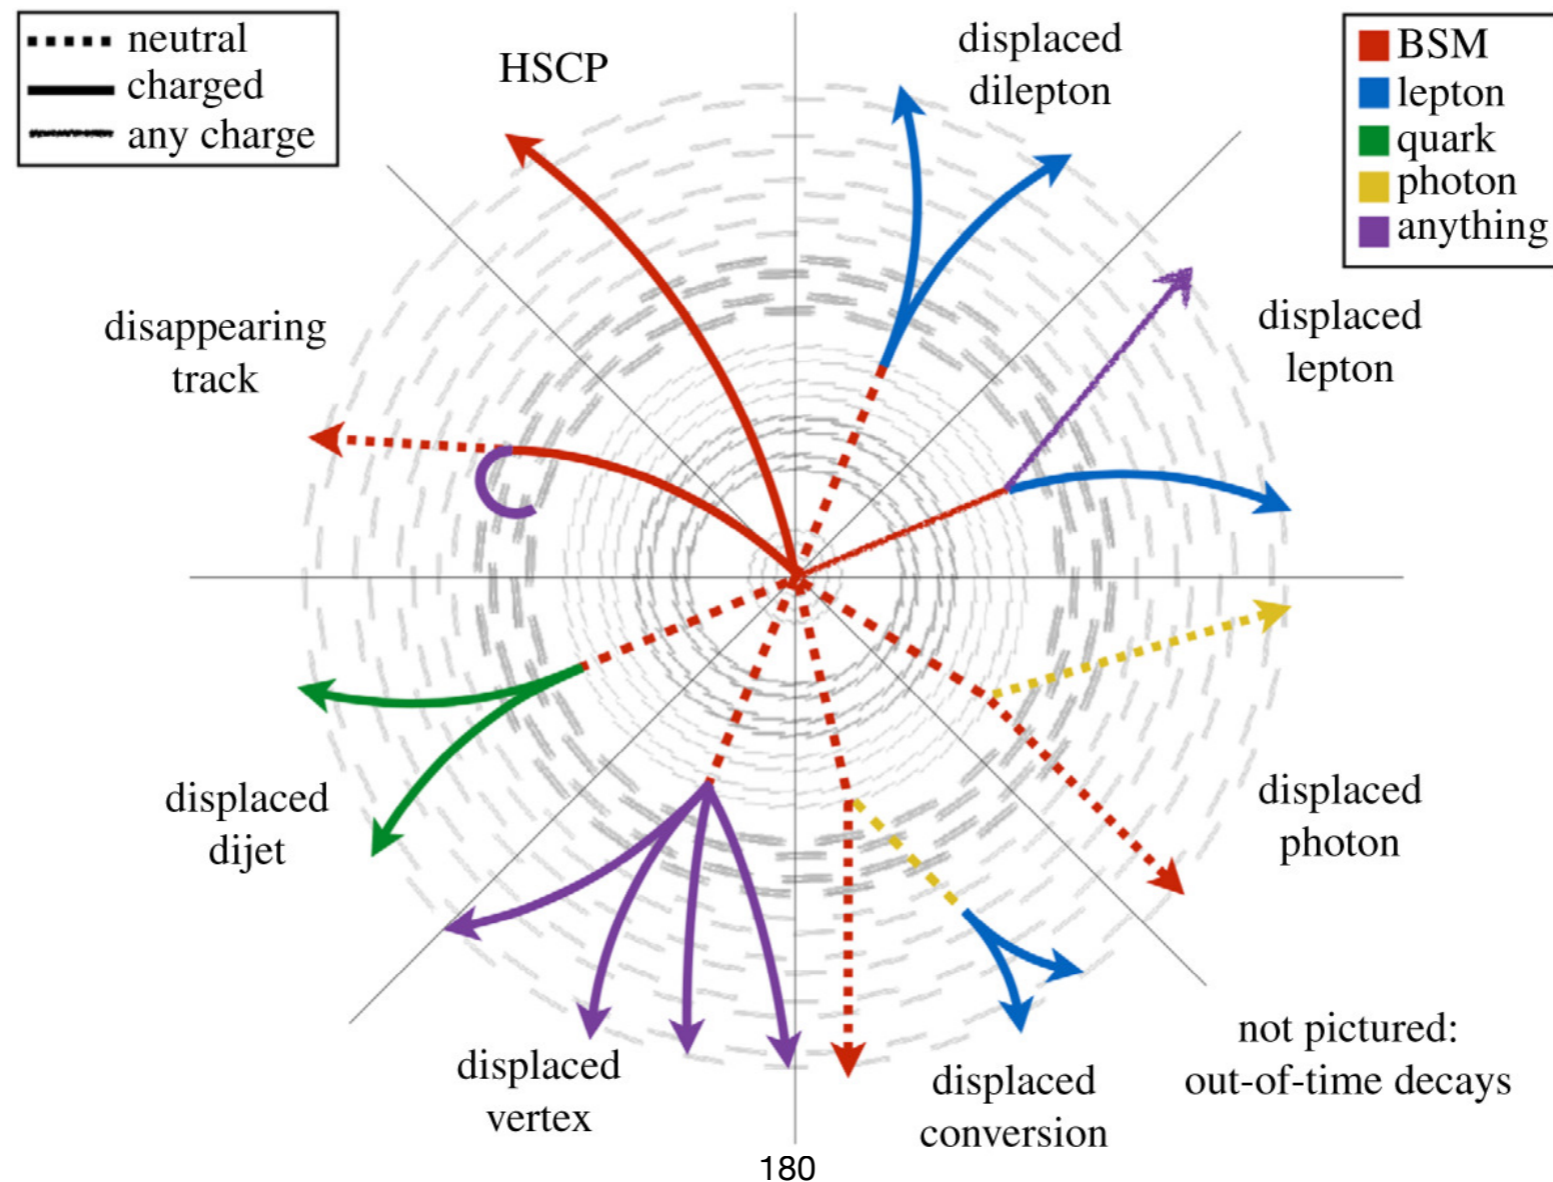 neutral
charged
any charge
HSCP
displaced
dilepton
BSM
lepton
quark
photon
anything
disappearing
track
displaced
lepton
displaced
dijet
displaced
photon
displaced
vertex
displaced
conversion
not pictured:
out-of-time decays
180